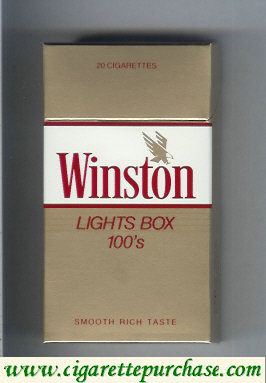 20 CIGARETTES
Winston
LIGHTS BOX
100's
SMOOTH RICH TASTE
www.cigarettepurchase.com